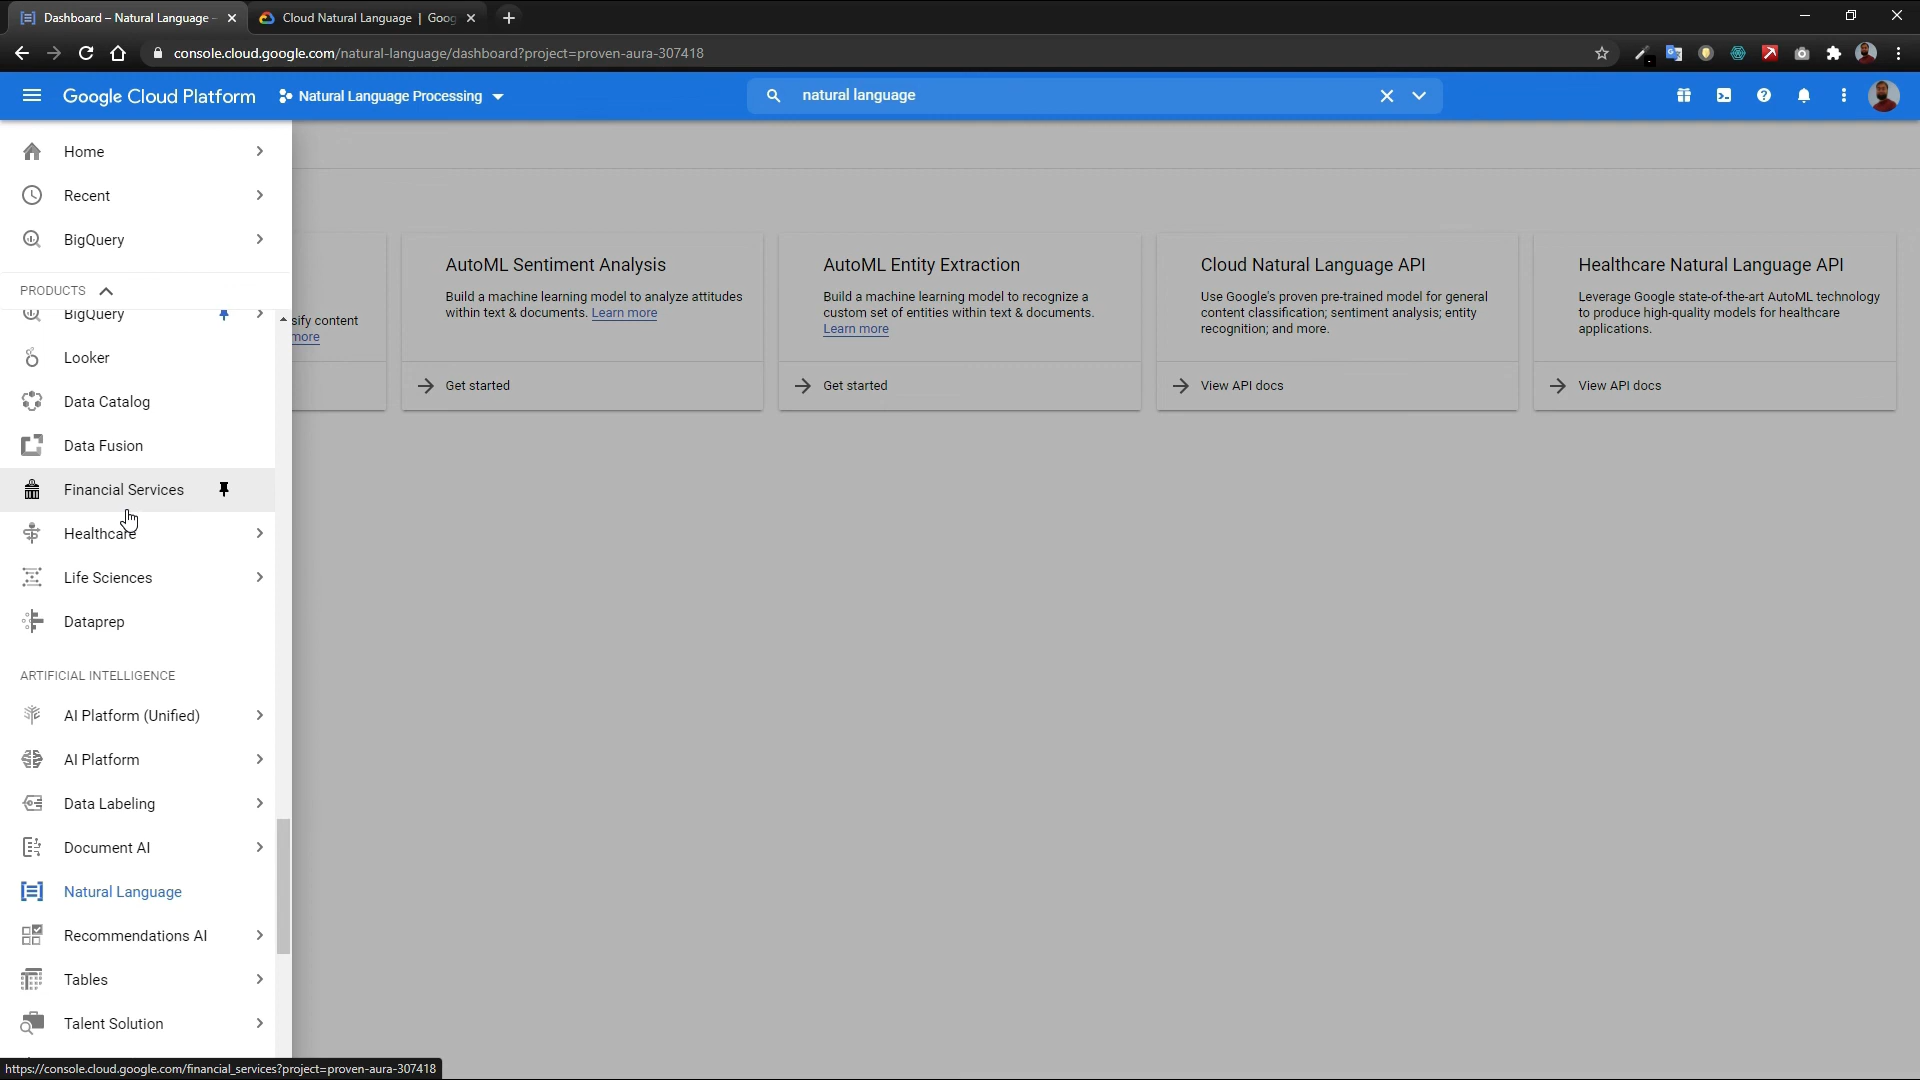 Dashboard – Natural Language -
Cloud Natural Language | Goog
console.cloud.google.com/natural-language/dashboard?project=proven-aura-307418
Google Cloud Platform
Natural Language Processing
natural language
Home
Recent
BigQuery
PRODUCTS
BigQuery
Looker
Data Catalog
Data Fusion
Financial Services
Healthcare
Life Sciences
Dataprep
ARTIFICIAL INTELLIGENCE
AI Platform (Unified)
AI Platform
Data Labeling
Document AI
Natural Language
Recommendations AI
Tables
Talent Solution
sify content
more
AutoML Sentiment Analysis
Build a machine learning model to analyze attitudes
within text & documents. Learn more
Get started
AutoML Entity Extraction
Build a machine learning model to recognize a
custom set of entities within text & documents.
Learn more
Get started
Cloud Natural Language API
Use Google's proven pre-trained model for general
content classification; sentiment analysis; entity
recognition; and more.
View API docs
Healthcare Natural Language API
Leverage Google state-of-the-art AutoML technology
to produce high-quality models for healthcare
applications.
View API docs
https://console.cloud.google.com/financial_services?project=proven-aura-307418